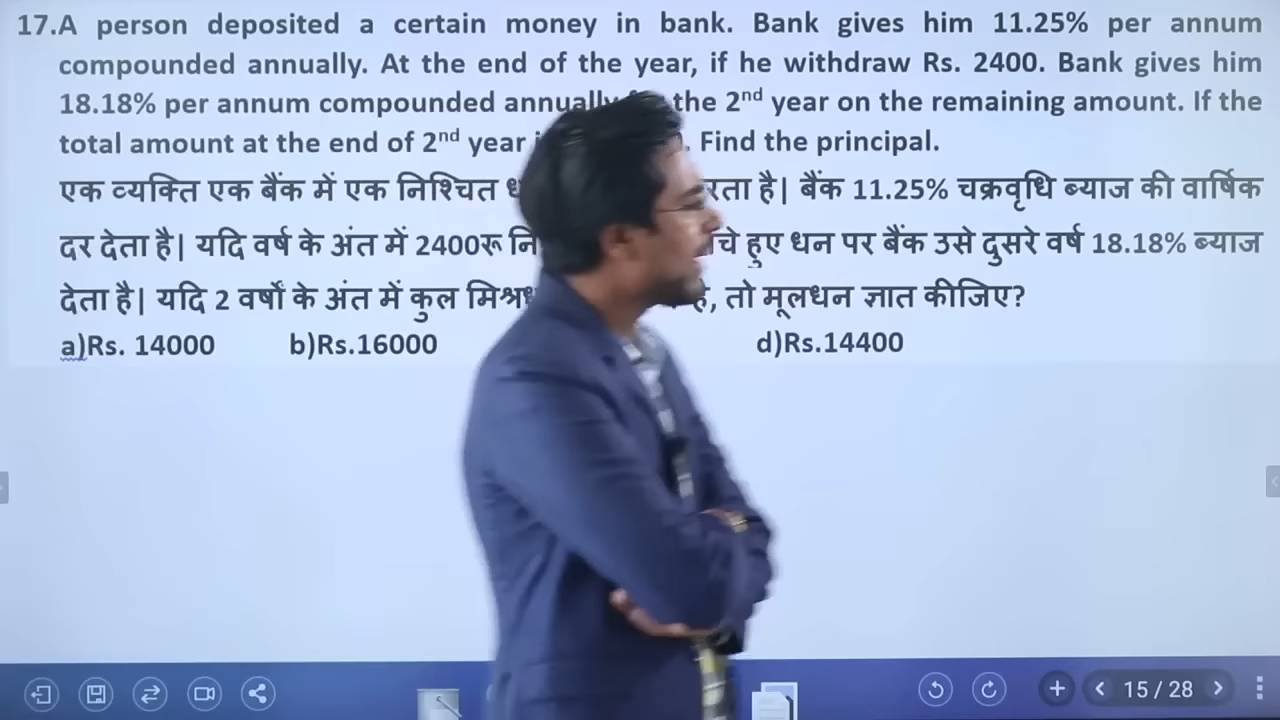 17.A person deposited a certain money in bank. Bank gives him 11.25% per annum
compounded annually. At the end of the year, if he withdraw Rs. 2400. Bank gives him
18.18% per annum compounded annually the 2nd year on the remaining amount. If the
total amount at the end of 2nd year . Find the principal.
एक व्यक्ति एक बैंक में एक निश्चित है| बैंक 11.25% चक्रवृधि ब्याज की वार्षिक
दर देता है| यदि वर्ष के अंत में 2400रू हुए धन पर बैंक उसे दुसरे वर्ष 18.18% ब्याज
देता है| यदि 2 वर्षों के अंत में कुल है, तो मूलधन ज्ञात कीजिए?
a)Rs. 14000 b)Rs.16000 d)Rs.14400
15 / 28